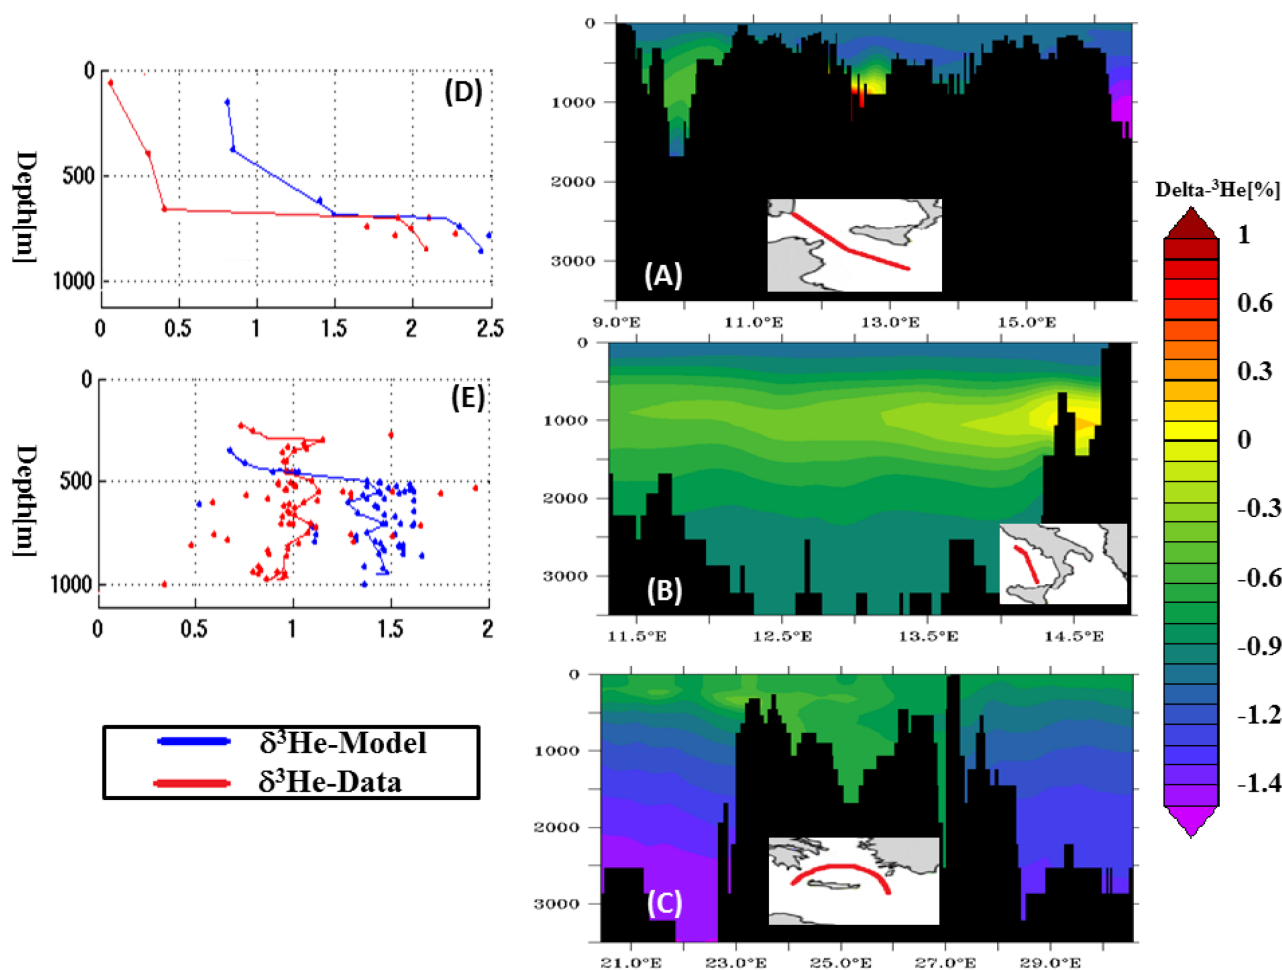 0
500
1000
Depth[m]
(D)
0 0.5 1 1.5 2 2.5
0
500
1000
Depth[m]
(E)
0 0.5 1 1.5 2
δ³He-Model
δ³He-Data
0
1000
2000
3000
(A)
9.0°E 11.0°E 13.0°E 15.0°E
0
1000
2000
3000
(B)
11.5°E 12.5°E 13.5°E 14.5°E
0
1000
2000
3000
(C)
21.0°E 23.0°E 25.0°E 27.0°E 29.0°E
Delta-³He[%]
1
0.6
0.3
0
-0.3
-0.6
-0.9
-1.2
-1.4